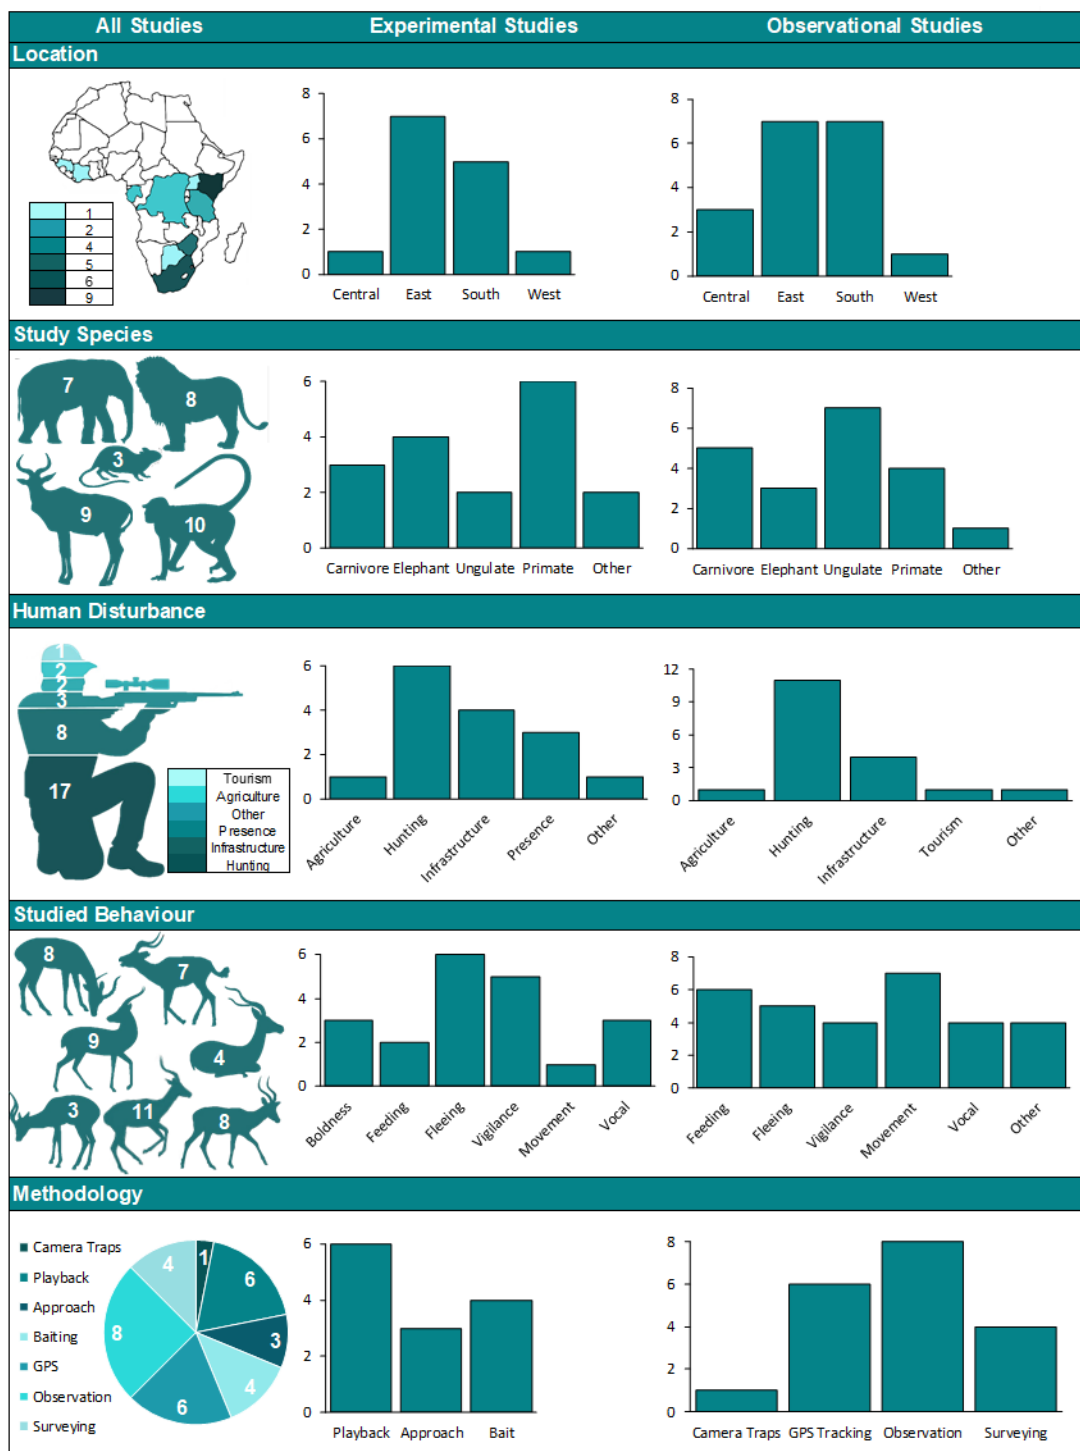 All Studies Experimental Studies Observational Studies
Location
1
2
4
5
6
9
8
6
4
2
0
Central East South West
8
6
4
2
0
Central East South West
Study Species
7
8
3
9
10
6
4
2
0
Carnivore Elephant Ungulate Primate Other
8
6
4
2
0
Carnivore Elephant Ungulate Primate Other
Human Disturbance
1
2
2
3
8
17
Tourism
Agriculture
Other
Presence
Infrastructure
Hunting
6
4
2
0
Agriculture Hunting Infrastructure Presence Other
12
9
6
3
0
Agriculture Hunting Infrastructure Tourism Other
Studied Behaviour
8
7
9
4
3
11
8
6
4
2
0
Boldness Feeding Fleeing Vigilance Movement Vocal
8
6
4
2
0
Feeding Fleeing Vigilance Movement Vocal Other
Methodology
Camera Traps
Playback
Approach
Baiting
GPS
Observation
Surveying
1
6
3
4
6
8
4
6
4
2
0
Playback Approach Bait
8
6
4
2
0
Camera Traps GPS Tracking Observation Surveying